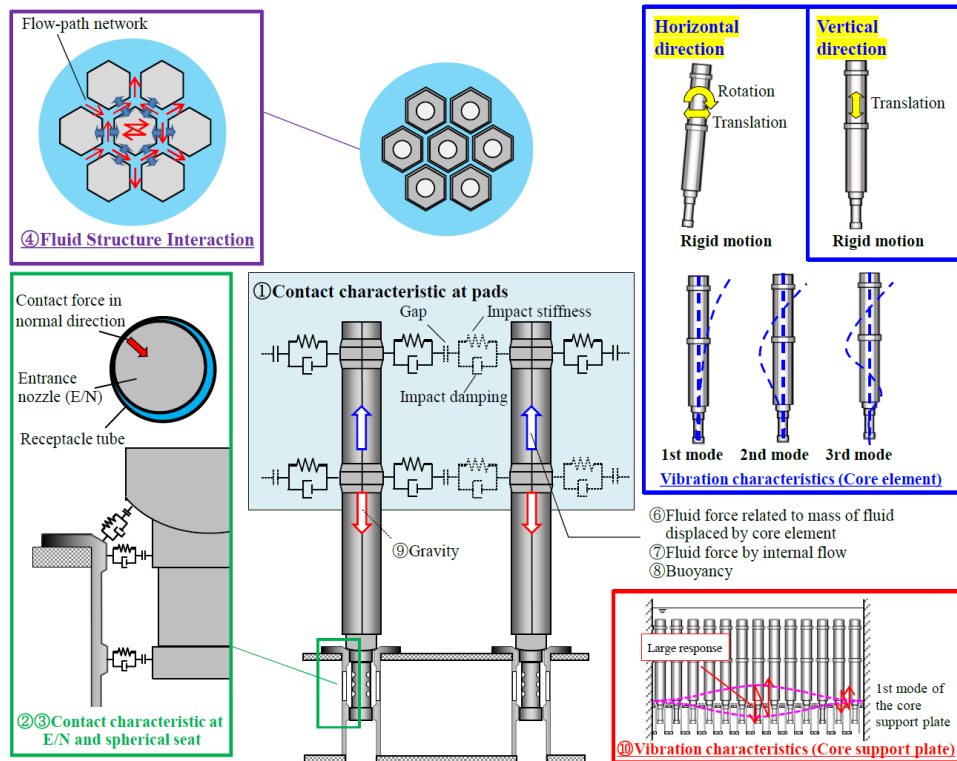 Flow-path network
④Fluid Structure Interaction
Horizontal
direction
Rotation
Translation
Rigid motion
Vertical
direction
Translation
Rigid motion
1st mode
2nd mode
3rd mode
Vibration characteristics (Core element)
Contact force in
normal direction
Entrance
nozzle (E/N)
Receptacle tube
②③Contact characteristic at
E/N and spherical seat
①Contact characteristic at pads
Gap
Impact stiffness
Impact damping
⑨Gravity
⑥Fluid force related to mass of fluid
displaced by core element
⑦Fluid force by internal flow
⑧Buoyancy
Large response
1st mode of
the core
support plate
⑩Vibration characteristics (Core support plate)